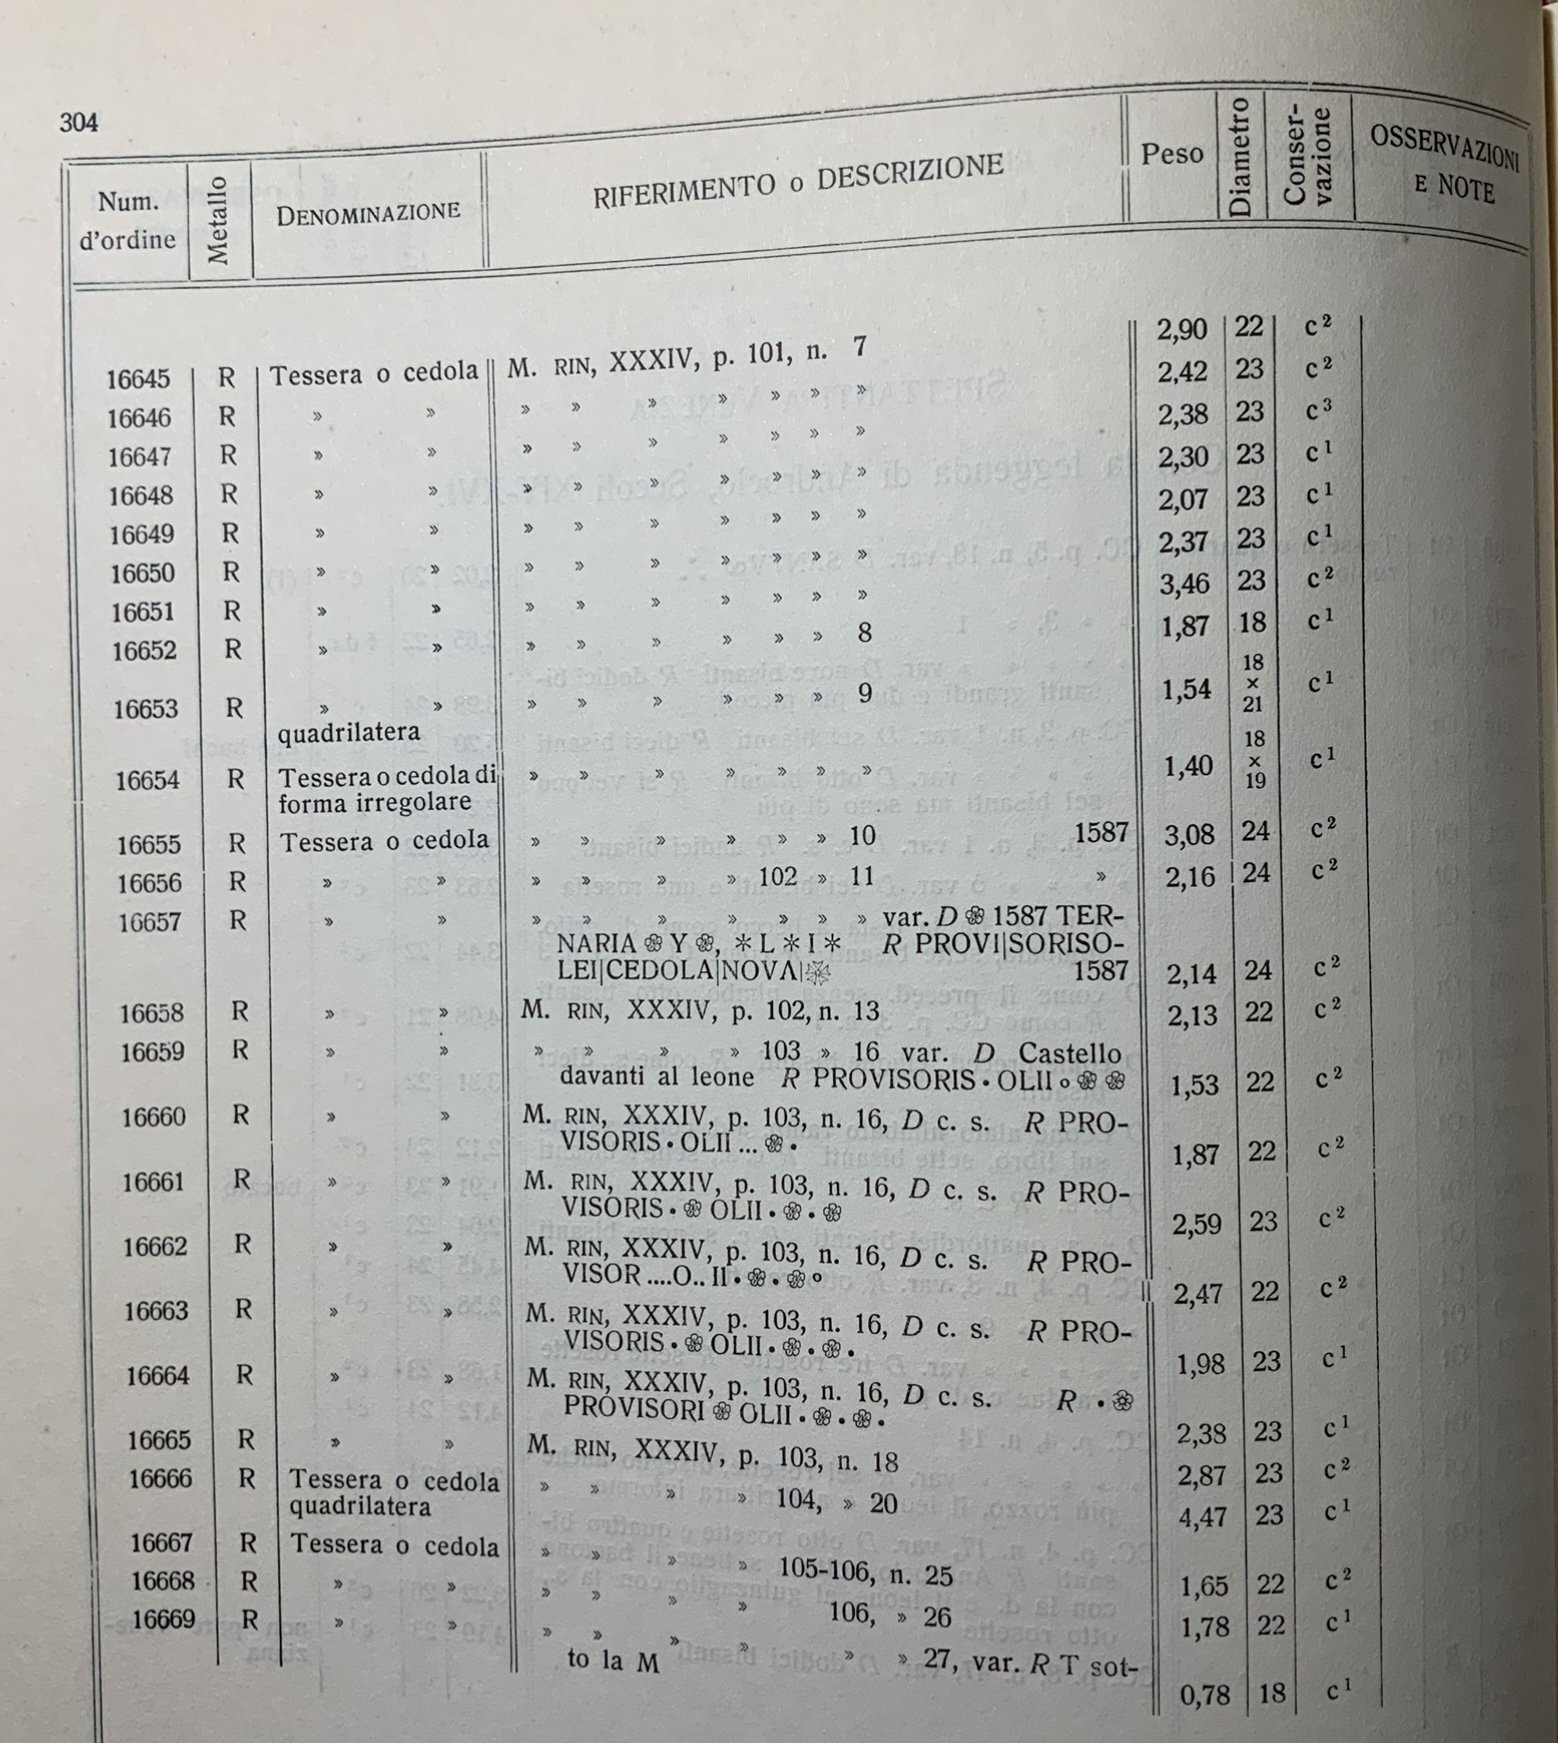 304
Num. d'ordine | Metallo | DENOMINAZIONE | RIFERIMENTO o DESCRIZIONE | Peso | Diametro | Conser-vazione | OSSERVAZIONI E NOTE
16645 R Tessera o cedola M. RIN, XXXIV, p. 101, n. 7 2,90 22 c²
16646 R » » » » » » » » » 2,42 23 c²
16647 R » » » » » » » » » 2,38 23 c³
16648 R » » » » » » » » » 2,30 23 c¹
16649 R » » » » » » » » » 2,07 23 c¹
16650 R » » » » » » » » » 2,37 23 c¹
16651 R » » » » » » » » » 3,46 23 c²
16652 R » » » » » » » » 8 1,87 18 c¹
16653 R » » » » » » » » 9 1,54 18 × 21 c¹
quadrilatera
16654 R Tessera o cedola di » » » » » » » 1,40 18 × 19 c¹
forma irregolare
16655 R Tessera o cedola » » » » » » 10 1587 3,08 24 c²
16656 R » » » » » » 102 » 11 » 2,16 24 c²
16657 R » » » » » » » » » var. D ❀ 1587 TER-
NARIA ❀ Y ❀, ＊ L ＊ I ＊ R PROVI|SORISO-
LEI|CEDOLA|NOVΛ|❀ 1587 2,14 24 c²
16658 R » » M. RIN, XXXIV, p. 102, n. 13 2,13 22 c²
16659 R » » » » » » 103 » 16 var. D Castello
davanti al leone R PROVISORIS • OLII o ❀ ❀ 1,53 22 c²
16660 R » » M. RIN, XXXIV, p. 103, n. 16, D c. s. R PRO-
VISORIS • OLII ... ❀ • 1,87 22 c²
16661 R » » M. RIN, XXXIV, p. 103, n. 16, D c. s. R PRO-
VISORIS • ❀ OLII • ❀ • ❀ 2,59 23 c²
16662 R » » M. RIN, XXXIV, p. 103, n. 16, D c. s. R PRO-
VISOR ....O.. II • ❀ • ❀ o 2,47 22 c²
16663 R » » M. RIN, XXXIV, p. 103, n. 16, D c. s. R PRO-
VISORIS • ❀ OLII • ❀ • ❀ • 1,98 23 c¹
16664 R » » M. RIN, XXXIV, p. 103, n. 16, D c. s. R • ❀
PROVISORI ❀ OLII • ❀ • ❀ • 2,38 23 c¹
16665 R » » M. RIN, XXXIV, p. 103, n. 18 2,87 23 c²
16666 R Tessera o cedola » » » » 104, » 20 4,47 23 c¹
quadrilatera
16667 R Tessera o cedola » » » » 105-106, n. 25 1,65 22 c²
16668 R » » » » » » 106, » 26 1,78 22 c¹
16669 R » » » » » » » » 27, var. R T sot-
to la M 0,78 18 c¹